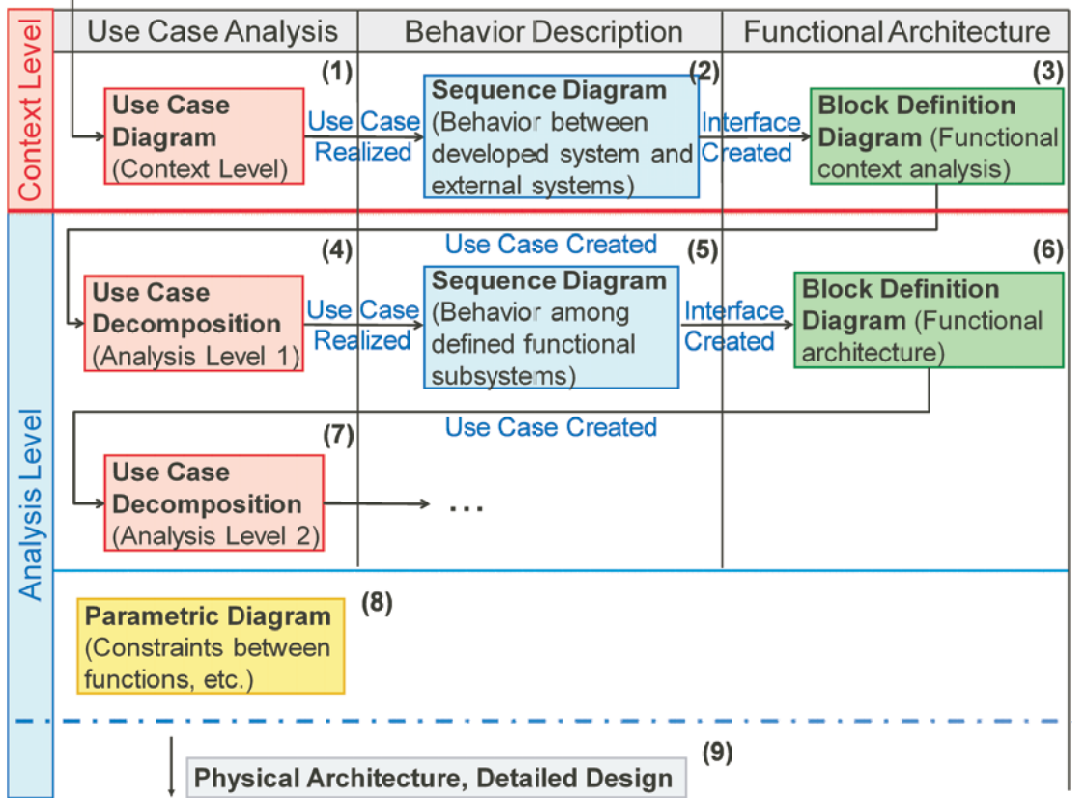 Use Case Analysis
Behavior Description
Functional Architecture
Context Level
(1)
Use Case
Diagram
(Context Level)
Use Case
Realized
(2)
Sequence Diagram
(Behavior between
developed system and
external systems)
Interface
Created
(3)
Block Definition
Diagram (Functional
context analysis)
Use Case Created
Analysis Level
(4)
Use Case
Decomposition
(Analysis Level 1)
Use Case
Realized
(5)
Sequence Diagram
(Behavior among
defined functional
subsystems)
Interface
Created
(6)
Block Definition
Diagram (Functional
architecture)
Use Case Created
(7)
Use Case
Decomposition
(Analysis Level 2)
...
(8)
Parametric Diagram
(Constraints between
functions, etc.)
(9)
Physical Architecture, Detailed Design